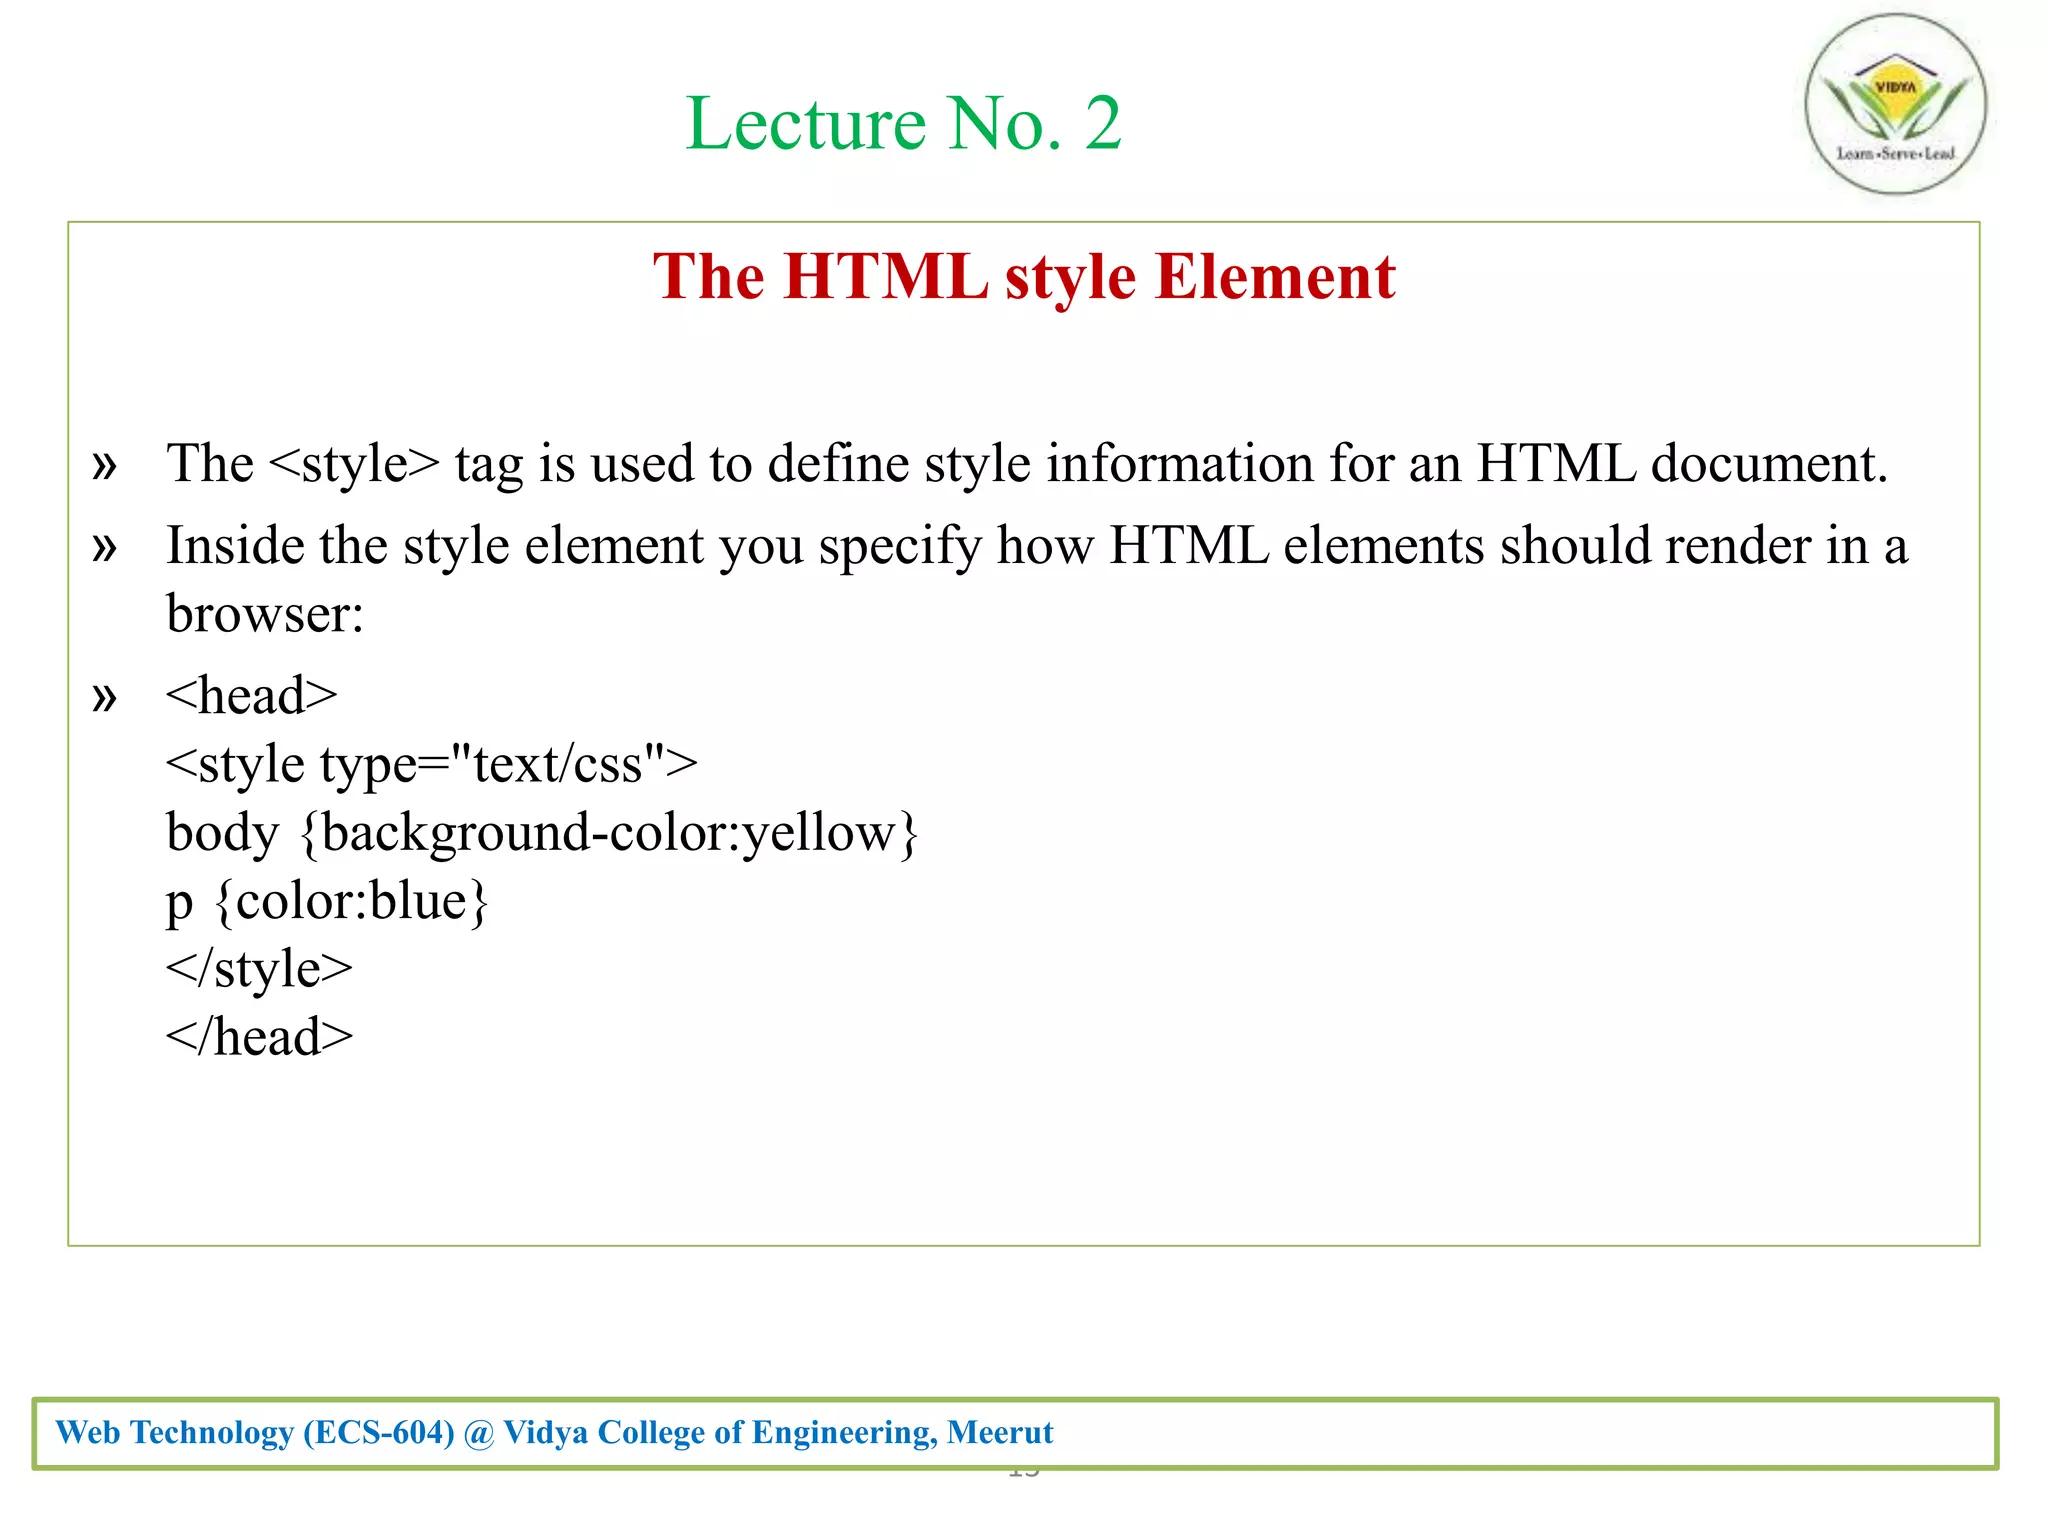 VIDYA
Learn•Serve•Lead
Lecture No. 2
The HTML style Element
» The <style> tag is used to define style information for an HTML document.
» Inside the style element you specify how HTML elements should render in a
browser:
» <head>
<style type="text/css">
body {background-color:yellow}
p {color:blue}
</style>
</head>
Web Technology (ECS-604) @ Vidya College of Engineering, Meerut